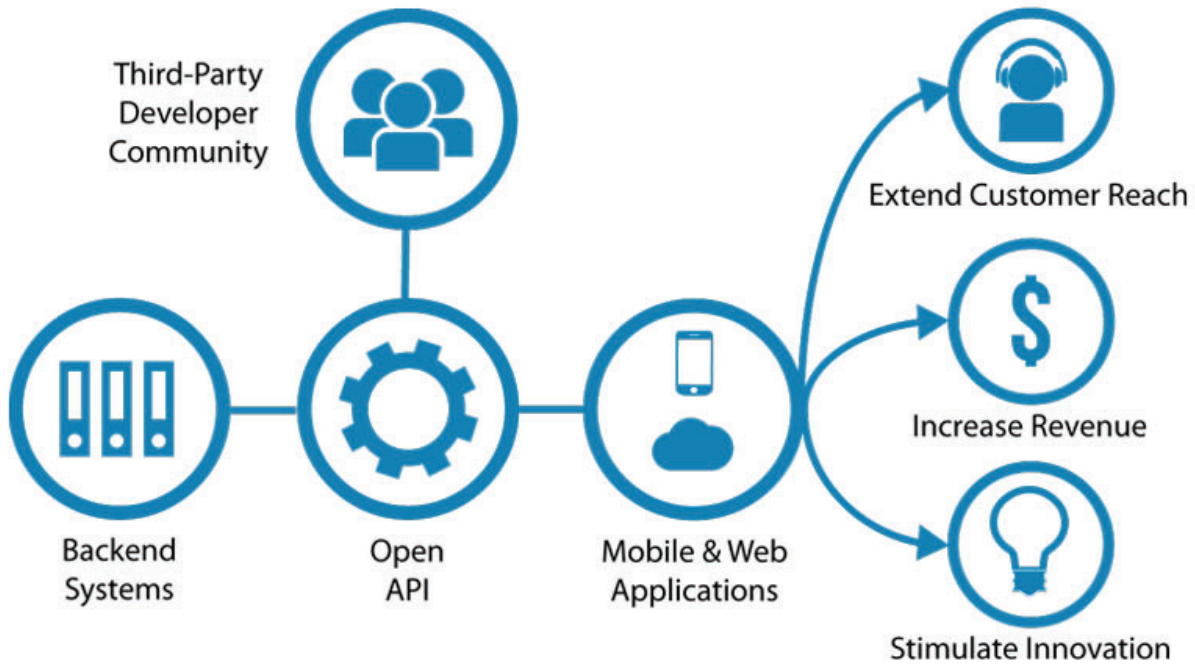 Third-Party
Developer
Community
Extend Customer Reach
$
Increase Revenue
Backend
Systems
Open
API
Mobile & Web
Applications
Stimulate Innovation